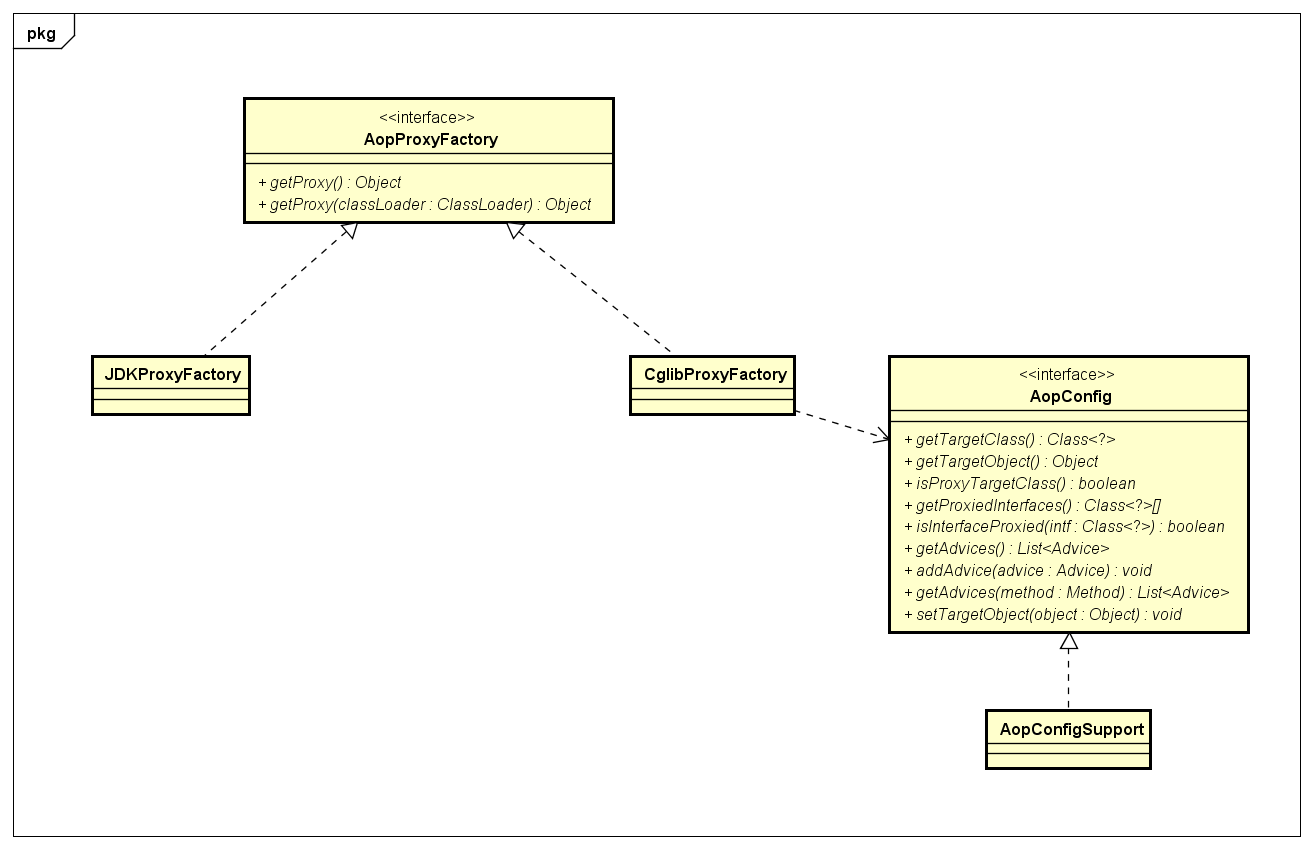 pkg
<<interface>>
AopProxyFactory
+ getProxy() : Object
+ getProxy(classLoader : ClassLoader) : Object
JDKProxyFactory
CglibProxyFactory
<<interface>>
AopConfig
+ getTargetClass() : Class<?>
+ getTargetObject() : Object
+ isProxyTargetClass() : boolean
+ getProxiedInterfaces() : Class<?>[]
+ isInterfaceProxied(intf : Class<?>) : boolean
+ getAdvices() : List<Advice>
+ addAdvice(advice : Advice) : void
+ getAdvices(method : Method) : List<Advice>
+ setTargetObject(object : Object) : void
AopConfigSupport